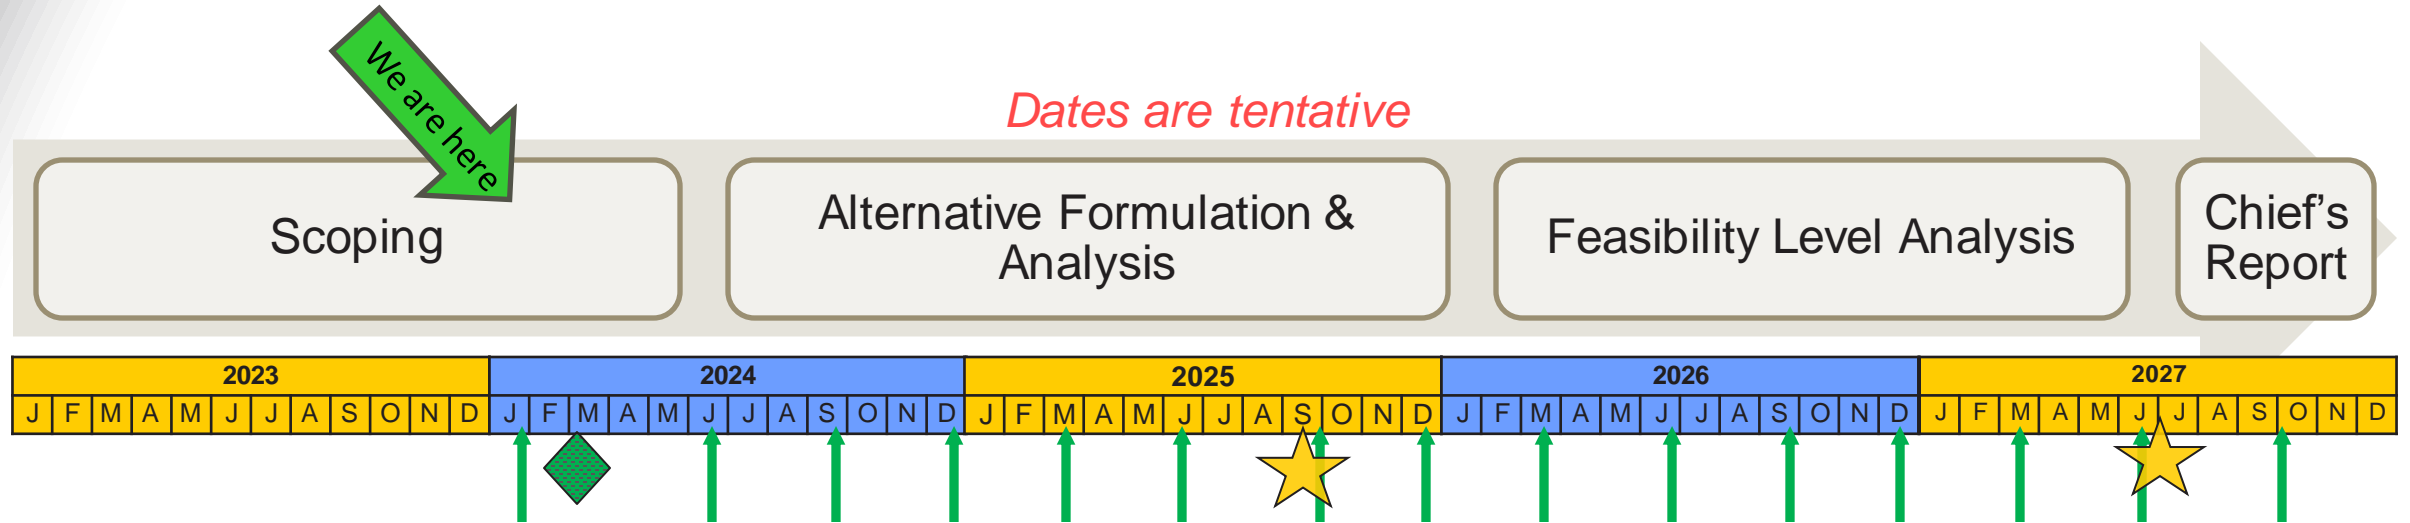 We are here
Dates are tentative
Scoping
Alternative Formulation &
Analysis
Feasibility Level Analysis
Chief's
Report
2023 2024 2025 2026 2027
J F M A M J J A S O N D J F M A M J J A S O N D J F M A M J J A S O N D J F M A M J J A S O N D J F M A M J J A S O N D